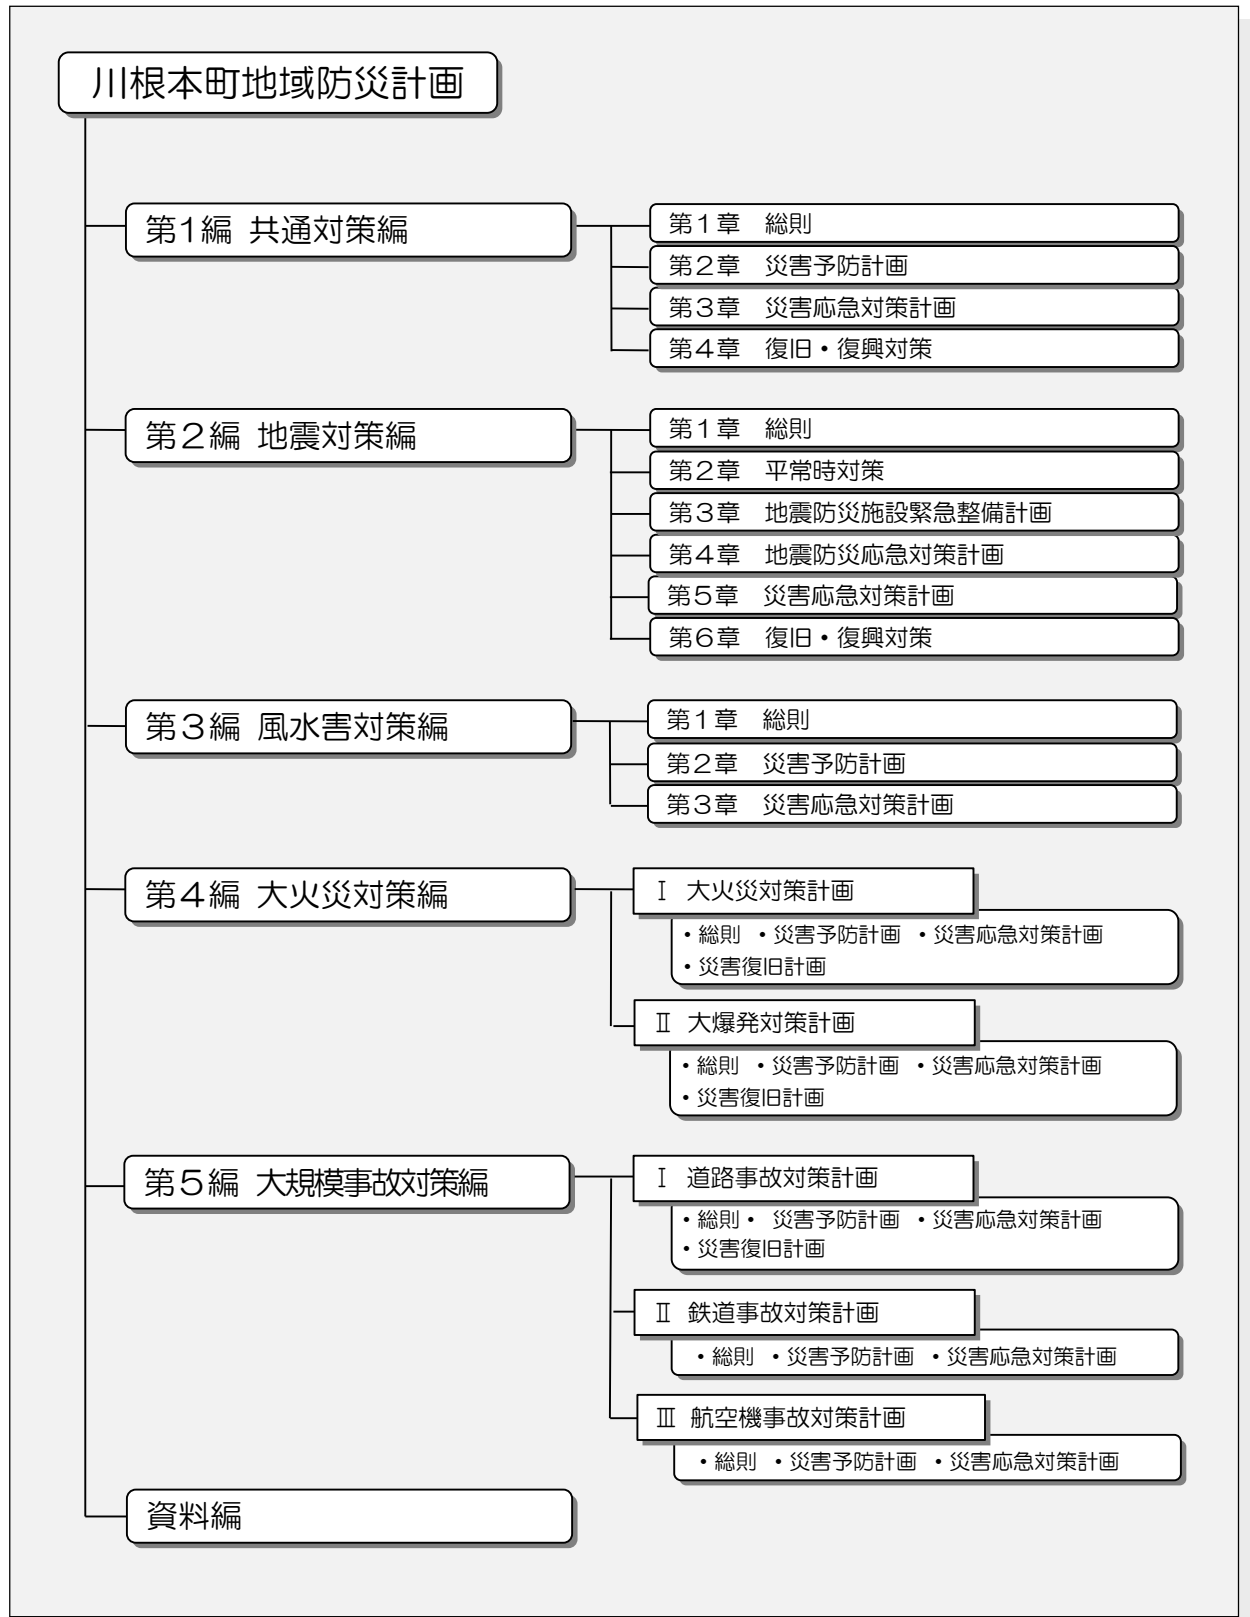 川根本町地域防災計画
第1編 共通対策編
第１章　総則
第２章　災害予防計画
第３章　災害応急対策計画
第４章　復旧・復興対策
第２編 地震対策編
第１章　総則
第２章　平常時対策
第３章　地震防災施設緊急整備計画
第４章　地震防災応急対策計画
第５章　災害応急対策計画
第６章　復旧・復興対策
第３編 風水害対策編
第１章　総則
第２章　災害予防計画
第３章　災害応急対策計画
第４編 大火災対策編
Ⅰ 大火災対策計画
・総則 ・災害予防計画 ・災害応急対策計画
・災害復旧計画
Ⅱ 大爆発対策計画
・総則 ・災害予防計画 ・災害応急対策計画
・災害復旧計画
第５編 大規模事故対策編
Ⅰ 道路事故対策計画
・総則・ 災害予防計画 ・災害応急対策計画
・災害復旧計画
Ⅱ 鉄道事故対策計画
・総則 ・災害予防計画 ・災害応急対策計画
Ⅲ 航空機事故対策計画
・総則 ・災害予防計画 ・災害応急対策計画
資料編